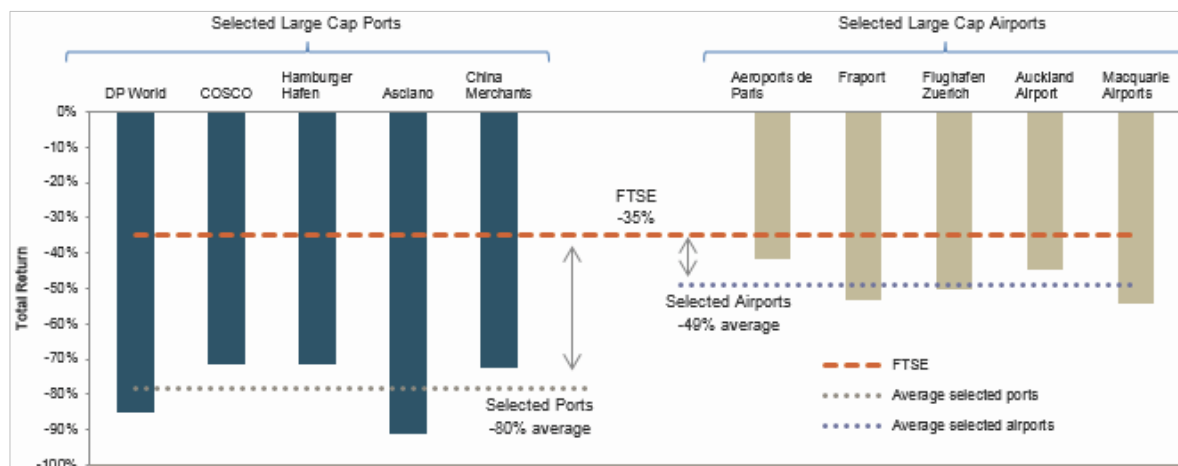 Selected Large Cap Ports
Selected Large Cap Airports
DP World
COSCO
Hamburger
Hafen
Asciano
China
Merchants
Aeroports de
Paris
Fraport
Flughafen
Zuerich
Auckland
Airport
Macquarie
Airports
Total Return
0%
-10%
-20%
-30%
-40%
-50%
-60%
-70%
-80%
-90%
-100%
FTSE
-35%
Selected Airports
-49% average
Selected Ports
-80% average
FTSE
Average selected ports
Average selected airports